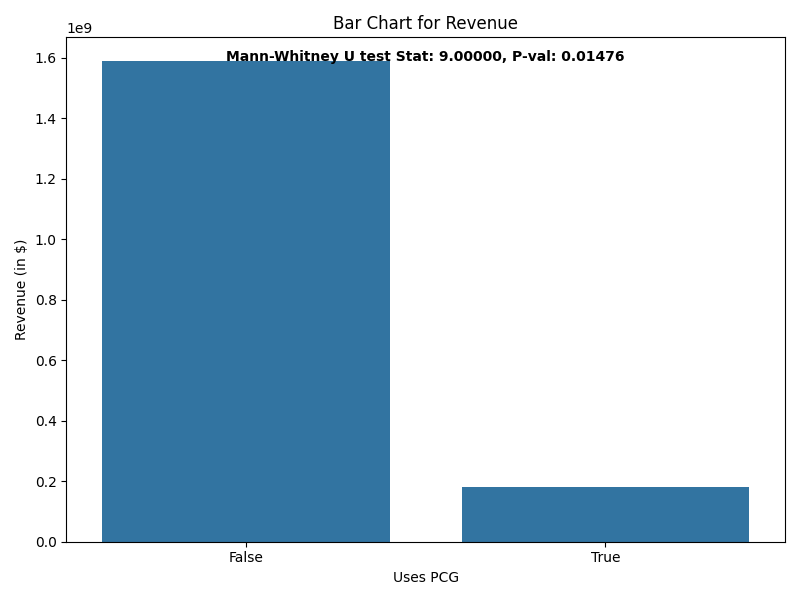 Bar Chart for Revenue
1e9
Mann-Whitney U test Stat: 9.00000, P-val: 0.01476
1.6
1.4
1.2
1.0
0.8
0.6
0.4
0.2
0.0
Revenue (in $)
False
True
Uses PCG